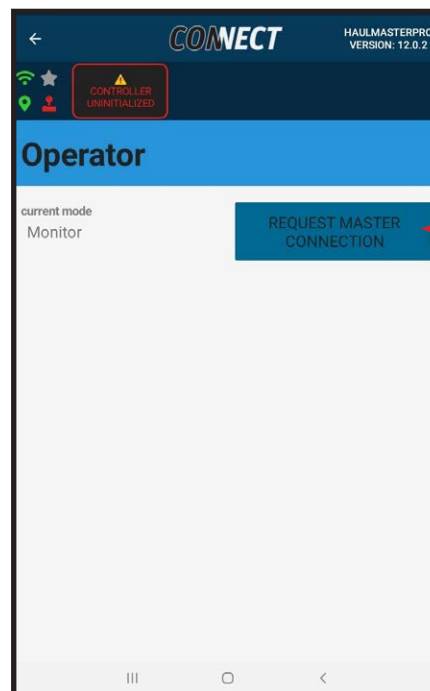 CONNECT
HAULMASTERPRO
VERSION: 12.0.2
CONTROLLER
UNINITIALIZED
Operator
current mode
Monitor
REQUEST MASTER
CONNECTION